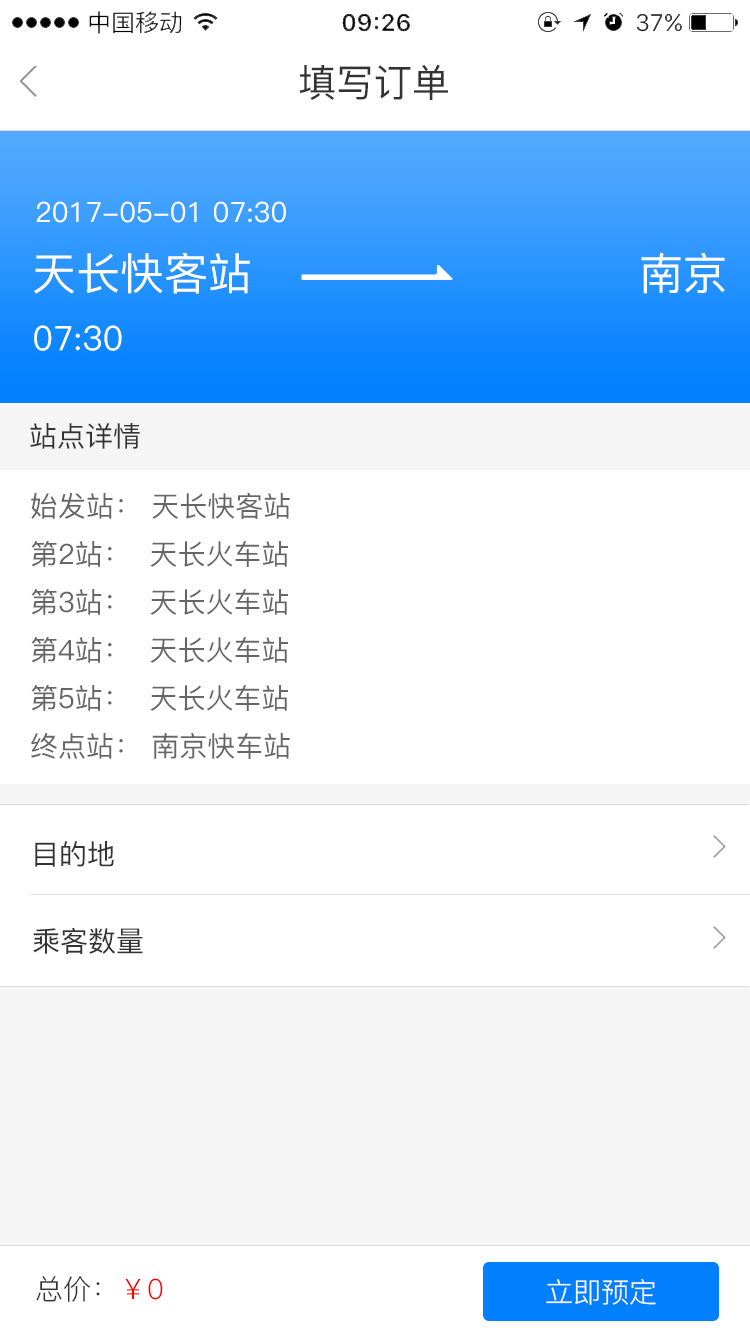 中国移动 09:26 37%
填写订单
2017-05-01 07:30
天长快客站 南京
07:30
站点详情
始发站： 天长快客站
第2站： 天长火车站
第3站： 天长火车站
第4站： 天长火车站
第5站： 天长火车站
终点站： 南京快车站
目的地
乘客数量
总价： ￥0 立即预定